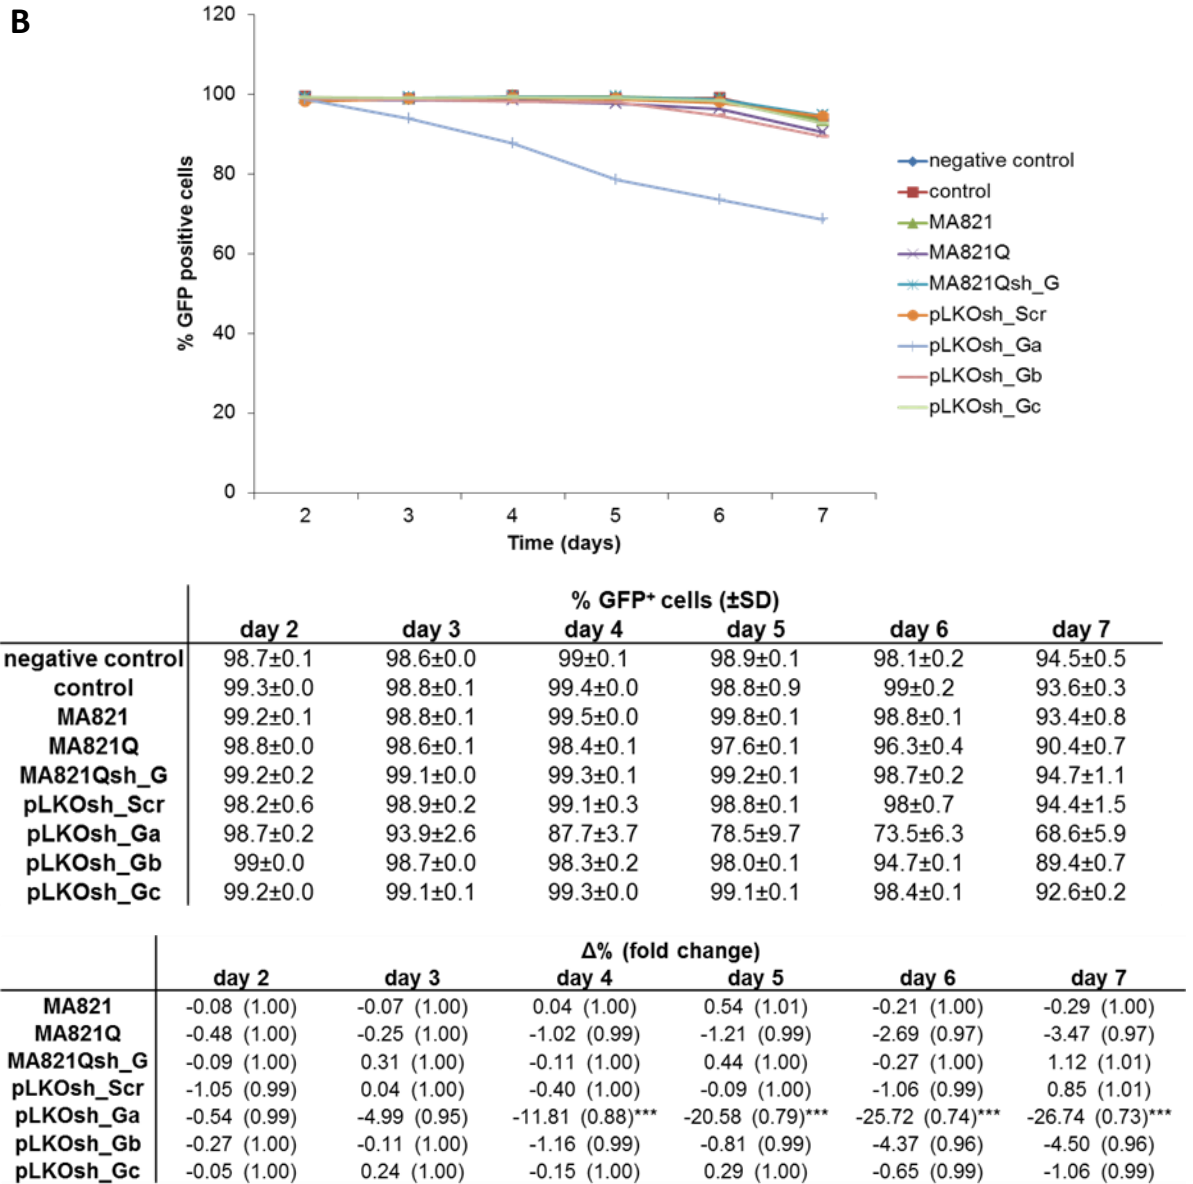 B
120
100
80
60
40
20
0
% GFP positive cells
2 3 4 5 6 7
Time (days)
negative control
control
MA821
MA821Q
MA821Qsh_G
pLKOsh_Scr
pLKOsh_Ga
pLKOsh_Gb
pLKOsh_Gc
% GFP⁺ cells (±SD)
day 2 day 3 day 4 day 5 day 6 day 7
negative control 98.7±0.1 98.6±0.0 99±0.1 98.9±0.1 98.1±0.2 94.5±0.5
control 99.3±0.0 98.8±0.1 99.4±0.0 98.8±0.9 99±0.2 93.6±0.3
MA821 99.2±0.1 98.8±0.1 99.5±0.0 99.8±0.1 98.8±0.1 93.4±0.8
MA821Q 98.8±0.0 98.6±0.1 98.4±0.1 97.6±0.1 96.3±0.4 90.4±0.7
MA821Qsh_G 99.2±0.2 99.1±0.0 99.3±0.1 99.2±0.1 98.7±0.2 94.7±1.1
pLKOsh_Scr 98.2±0.6 98.9±0.2 99.1±0.3 98.8±0.1 98±0.7 94.4±1.5
pLKOsh_Ga 98.7±0.2 93.9±2.6 87.7±3.7 78.5±9.7 73.5±6.3 68.6±5.9
pLKOsh_Gb 99±0.0 98.7±0.0 98.3±0.2 98.0±0.1 94.7±0.1 89.4±0.7
pLKOsh_Gc 99.2±0.0 99.1±0.1 99.3±0.0 99.1±0.1 98.4±0.1 92.6±0.2
Δ% (fold change)
day 2 day 3 day 4 day 5 day 6 day 7
MA821 -0.08 (1.00) -0.07 (1.00) 0.04 (1.00) 0.54 (1.01) -0.21 (1.00) -0.29 (1.00)
MA821Q -0.48 (1.00) -0.25 (1.00) -1.02 (0.99) -1.21 (0.99) -2.69 (0.97) -3.47 (0.97)
MA821Qsh_G -0.09 (1.00) 0.31 (1.00) -0.11 (1.00) 0.44 (1.00) -0.27 (1.00) 1.12 (1.01)
pLKOsh_Scr -1.05 (0.99) 0.04 (1.00) -0.40 (1.00) -0.09 (1.00) -1.06 (0.99) 0.85 (1.01)
pLKOsh_Ga -0.54 (0.99) -4.99 (0.95) -11.81 (0.88)*** -20.58 (0.79)*** -25.72 (0.74)*** -26.74 (0.73)***
pLKOsh_Gb -0.27 (1.00) -0.11 (1.00) -1.16 (0.99) -0.81 (0.99) -4.37 (0.96) -4.50 (0.96)
pLKOsh_Gc -0.05 (1.00) 0.24 (1.00) -0.15 (1.00) 0.29 (1.00) -0.65 (0.99) -1.06 (0.99)